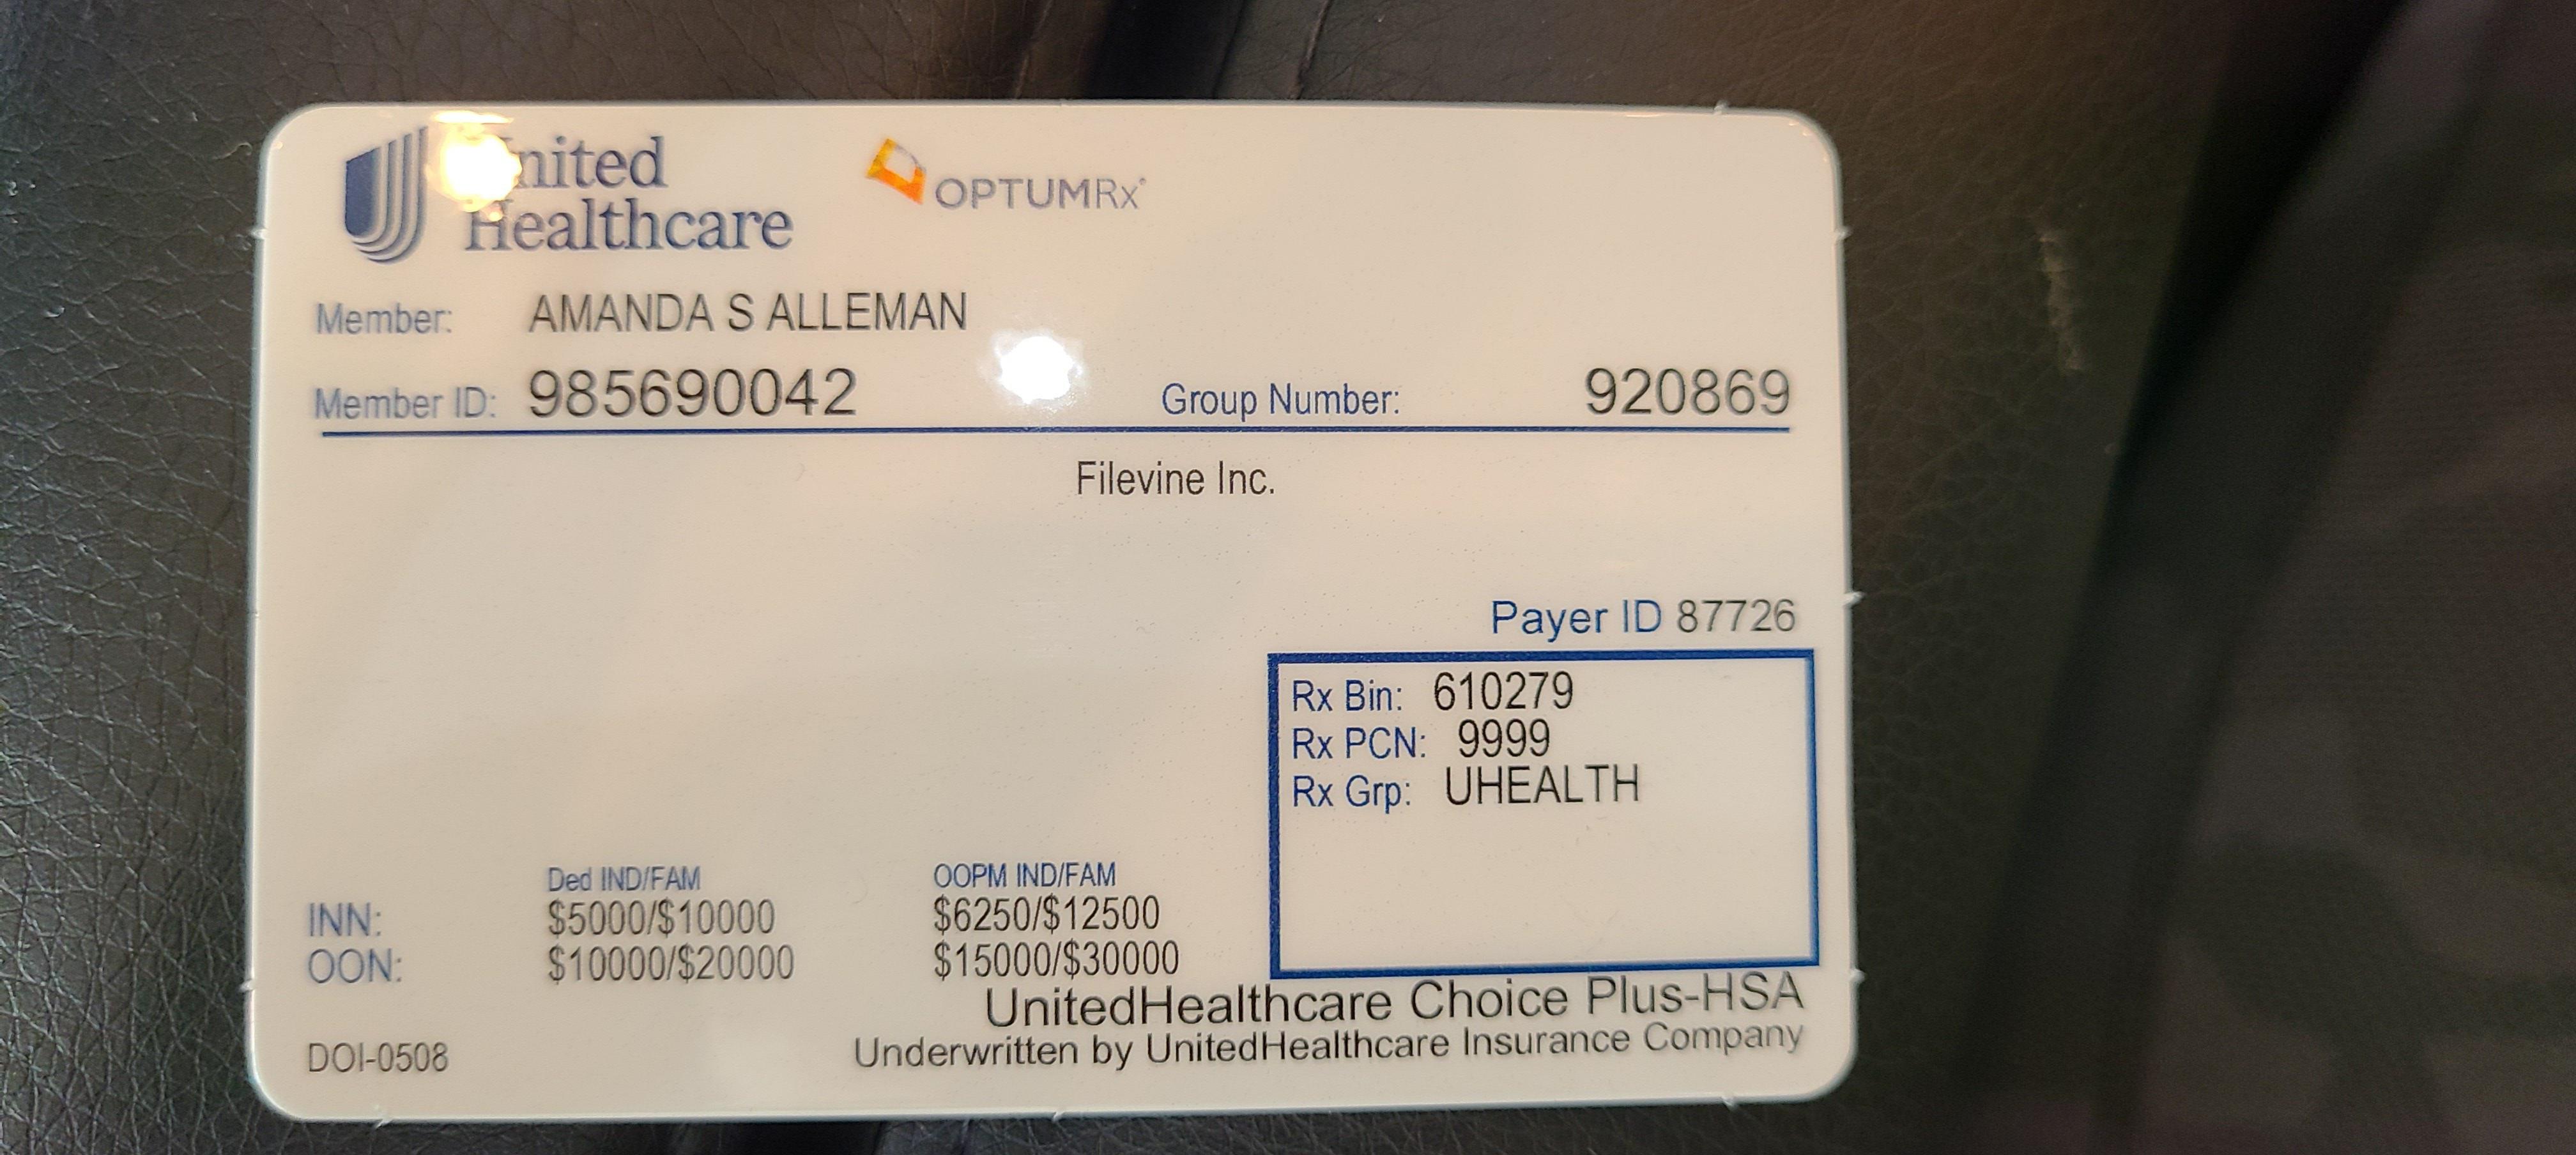 United
Healthcare
OPTUMRx®
Member: AMANDA S ALLEMAN
Member ID: 985690042 Group Number: 920869
Filevine Inc.
Payer ID 87726
Rx Bin: 610279
Rx PCN: 9999
Rx Grp: UHEALTH
Ded IND/FAM OOPM IND/FAM
INN: $5000/$10000 $6250/$12500
OON: $10000/$20000 $15000/$30000
UnitedHealthcare Choice Plus-HSA
DOI-0508 Underwritten by UnitedHealthcare Insurance Company